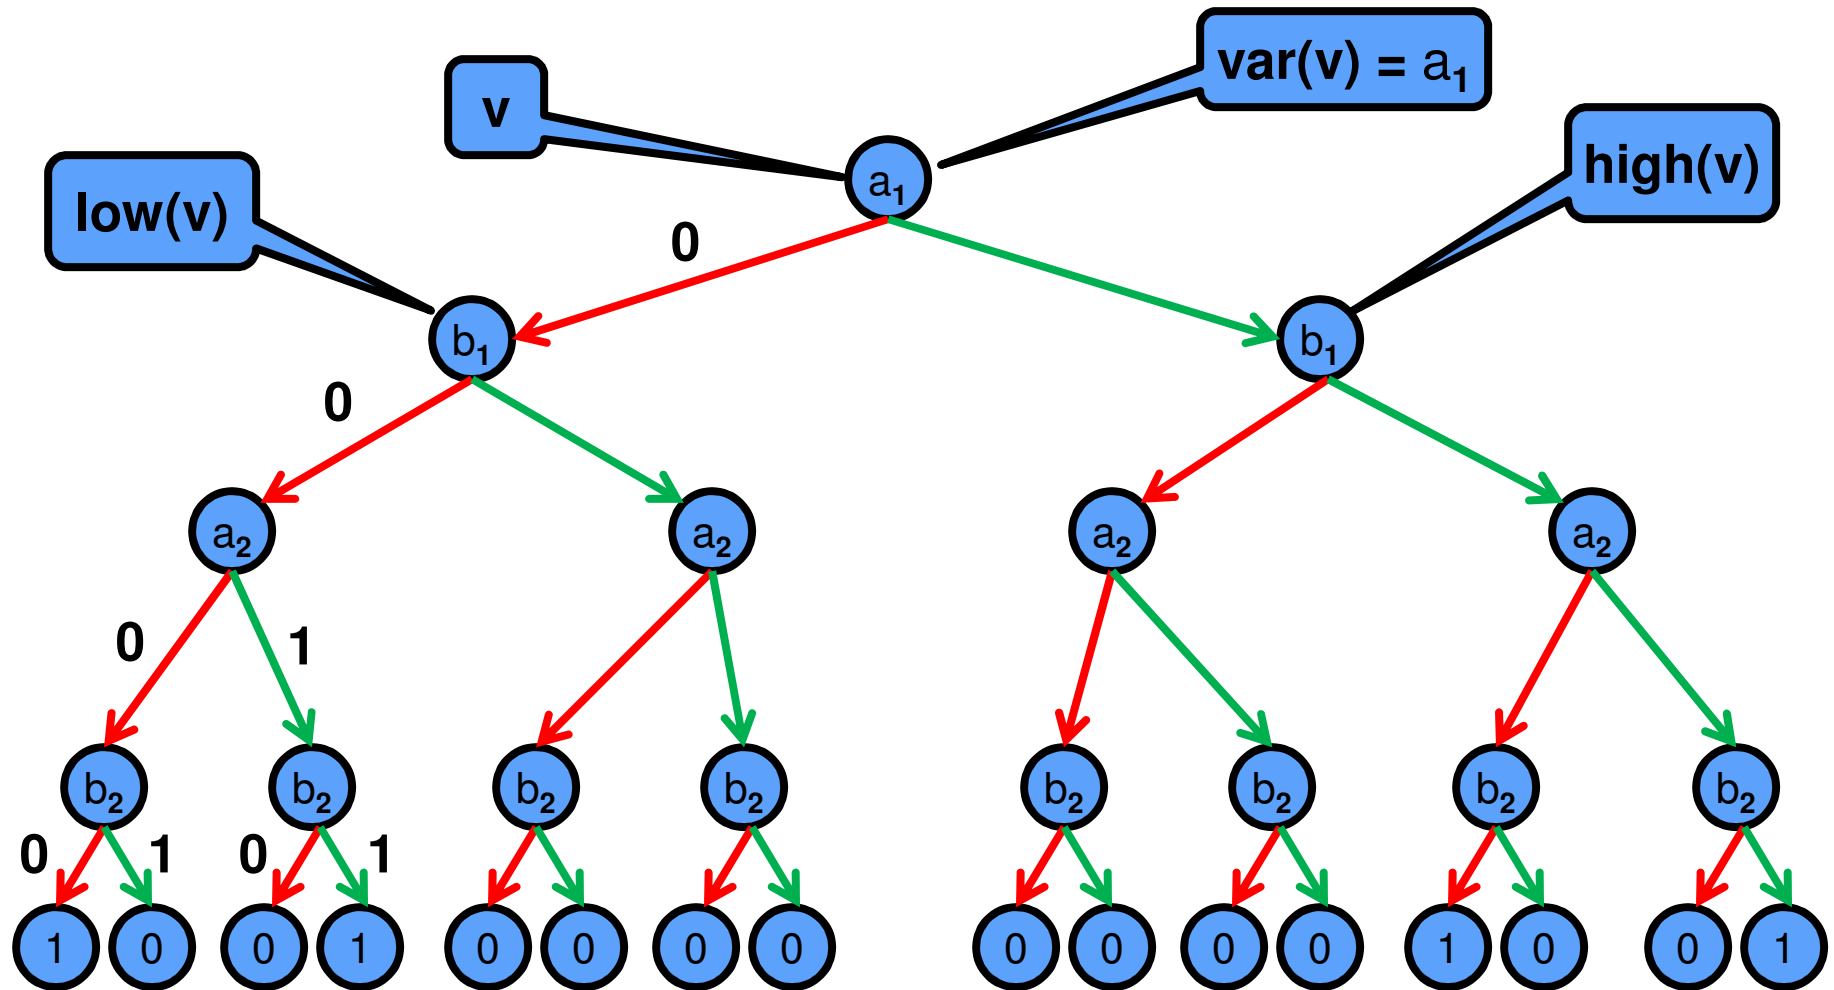 var(v) = a₁
v
high(v)
low(v)
a₁
0
b₁ b₁
0
a₂ a₂ a₂ a₂
0 1
b₂ b₂ b₂ b₂ b₂ b₂ b₂ b₂
0 1 0 1
1 0 0 1 0 0 0 0 0 0 0 0 1 0 0 1